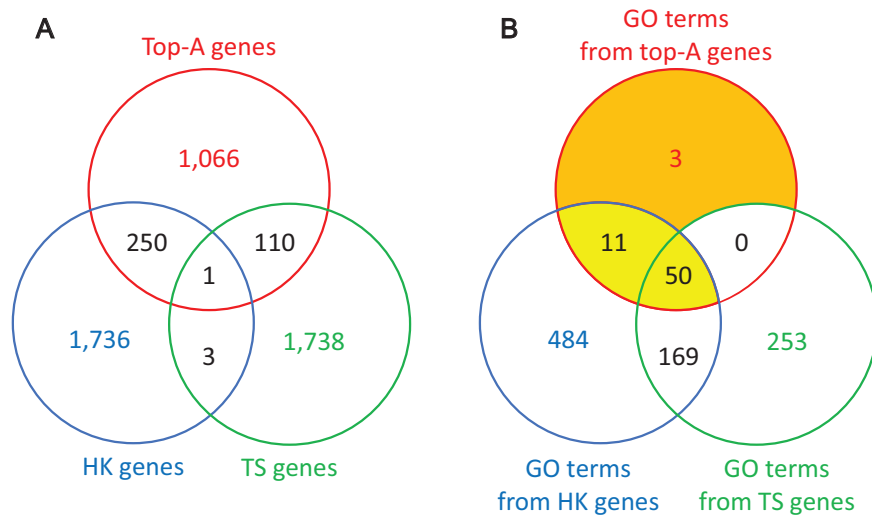 A
Top-A genes
1,066
250
110
1
1,736
3
1,738
HK genes
TS genes
B
GO terms
from top-A genes
3
11
0
50
484
169
253
GO terms
from HK genes
GO terms
from TS genes